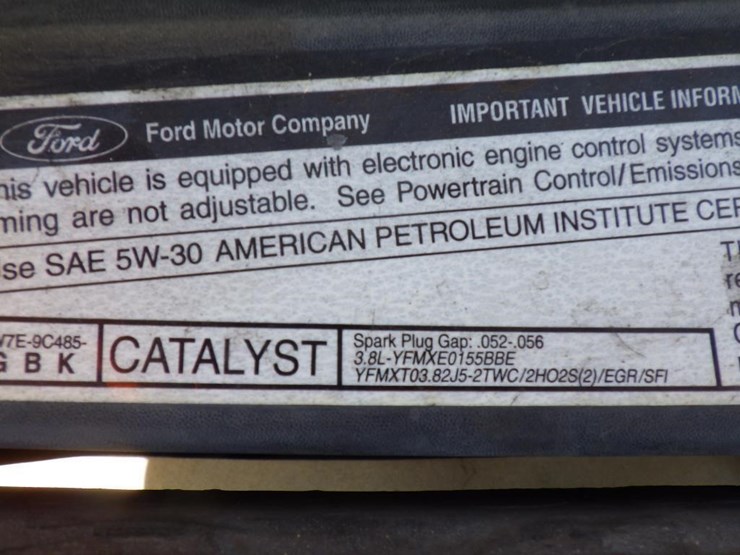 Ford Ford Motor Company IMPORTANT VEHICLE INFORM
his vehicle is equipped with electronic engine control systems
ming are not adjustable. See Powertrain Control/Emissions
se SAE 5W-30 AMERICAN PETROLEUM INSTITUTE CER
7E-9C485-
G B K
CATALYST
Spark Plug Gap: .052-.056
3.8L-YFMXE0155BBE
YFMXT03.82J5-2TWC/2HO2S(2)/EGR/SFI